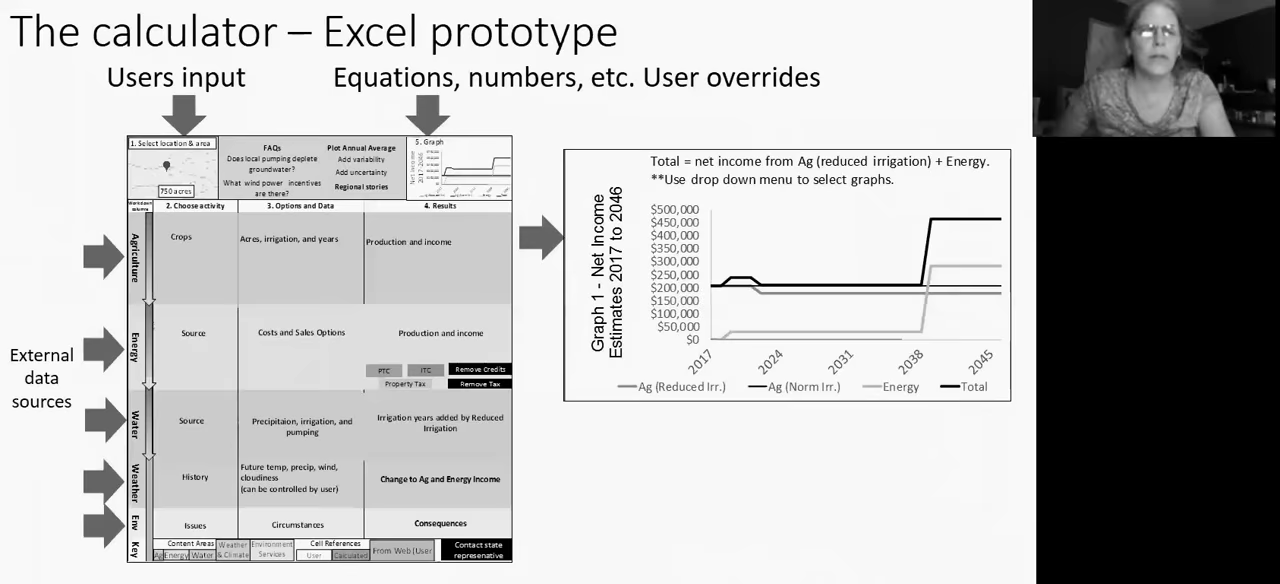 The calculator – Excel prototype
Users input
Equations, numbers, etc. User overrides
External
data
sources
1. Select location & area
750 acres
FAQs
Does local pumping deplete
groundwater?
What wind power incentives
are there?
Plot Annual Average
Add variability
Add uncertainty
Regional stories
5. Graph
Net Income
2017-2046
2. Choose activity
3. Options and Data
4. Results
Agriculture
Crops
Acres, irrigation, and years
Production and income
Energy
Source
Costs and Sales Options
Production and income
PTC
ITC
Remove Credits
Property Tax
Remove Tax
Water
Source
Precipitaion, irrigation, and
pumping
Irrigation years added by Reduced
Irrigation
Weather
History
Future temp, precip, wind,
cloudiness
(can be controlled by user)
Change to Ag and Energy Income
Env
Issues
Circumstances
Consequences
Key
Content Areas
Ag
Energy
Water
Weather
& Climate
Environment
Services
Cell References
User
Calculated
From Web|User
Contact state
represenative
Total = net income from Ag (reduced irrigation) + Energy.
**Use drop down menu to select graphs.
Graph 1 - Net Income
Estimates 2017 to 2046
$500,000
$450,000
$400,000
$350,000
$300,000
$250,000
$200,000
$150,000
$100,000
$50,000
$0
2017
2024
2031
2038
2045
Ag (Reduced Irr.)
Ag (Norm Irr.)
Energy
Total